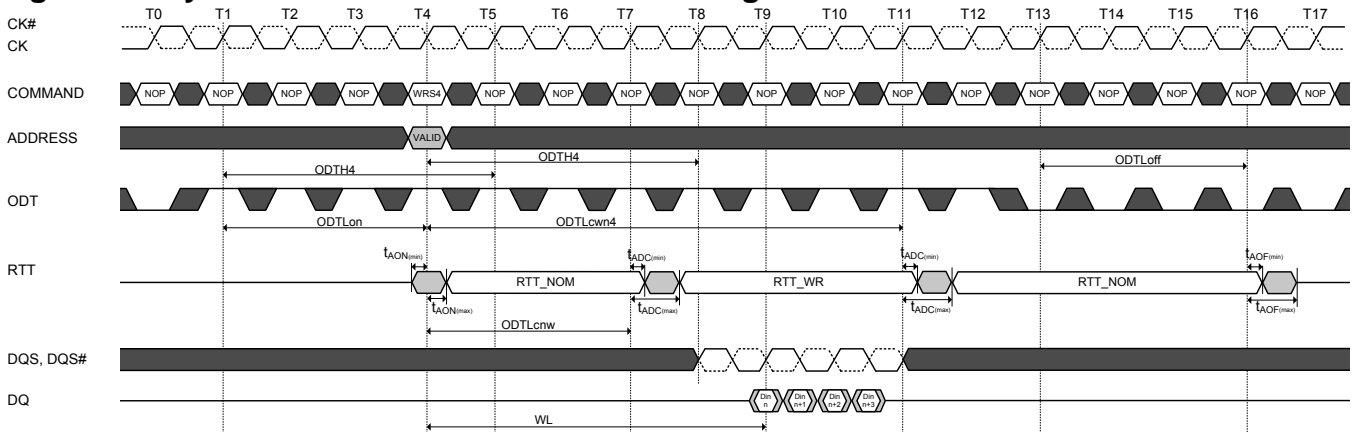 T0 T1 T2 T3 T4 T5 T6 T7 T8 T9 T10 T11 T12 T13 T14 T15 T16 T17
CK#
CK
COMMAND NOP NOP NOP NOP WRS4 NOP NOP NOP NOP NOP NOP NOP NOP NOP NOP NOP NOP NOP
ADDRESS VALID
ODTH4 ODTLoff
ODTH4
ODT
ODTLon ODTLcwn4
tAON(min) tADC(min) tADC(min) tAOF(min)
RTT RTT_NOM RTT_WR RTT_NOM
tAON(max) tADC(max) tADC(max) tAOF(max)
ODTLcnw
DQS, DQS#
DQ Din n Din n+1 Din n+2 Din n+3
WL